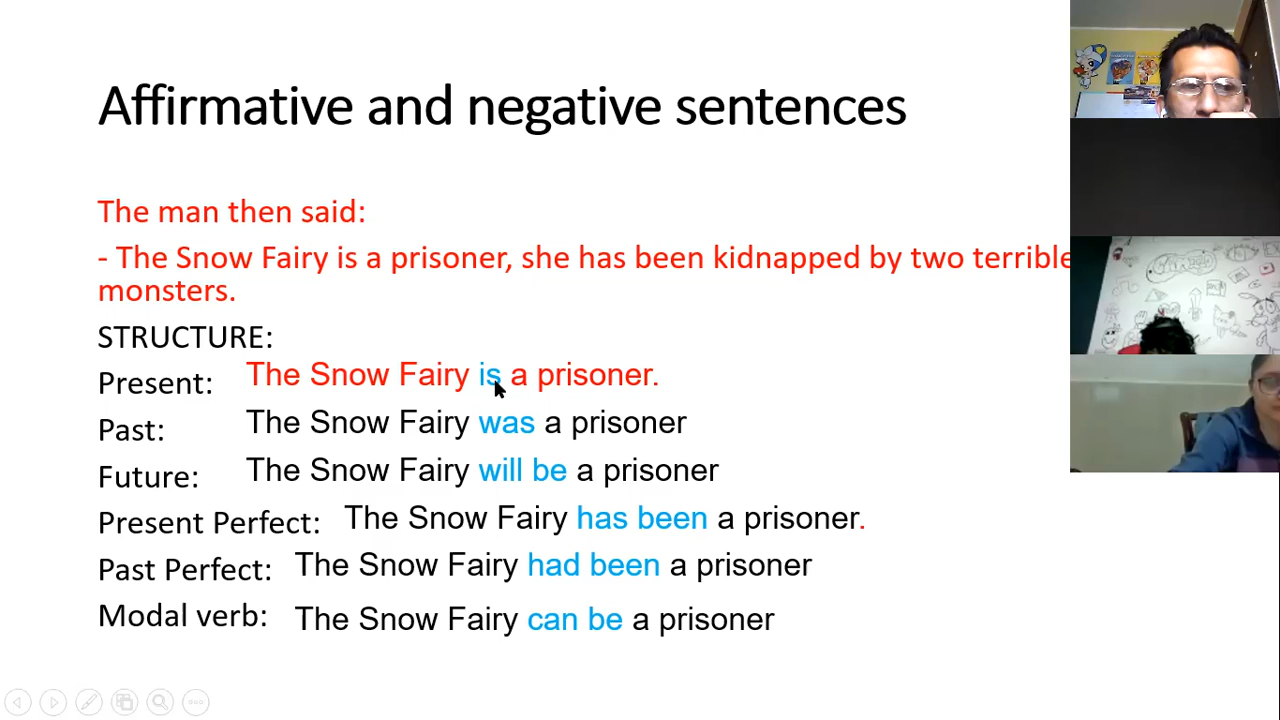 Affirmative and negative sentences
The man then said:
- The Snow Fairy is a prisoner, she has been kidnapped by two terrible
monsters.
STRUCTURE:
Present: The Snow Fairy is a prisoner.
Past: The Snow Fairy was a prisoner
Future: The Snow Fairy will be a prisoner
Present Perfect: The Snow Fairy has been a prisoner.
Past Perfect: The Snow Fairy had been a prisoner
Modal verb: The Snow Fairy can be a prisoner